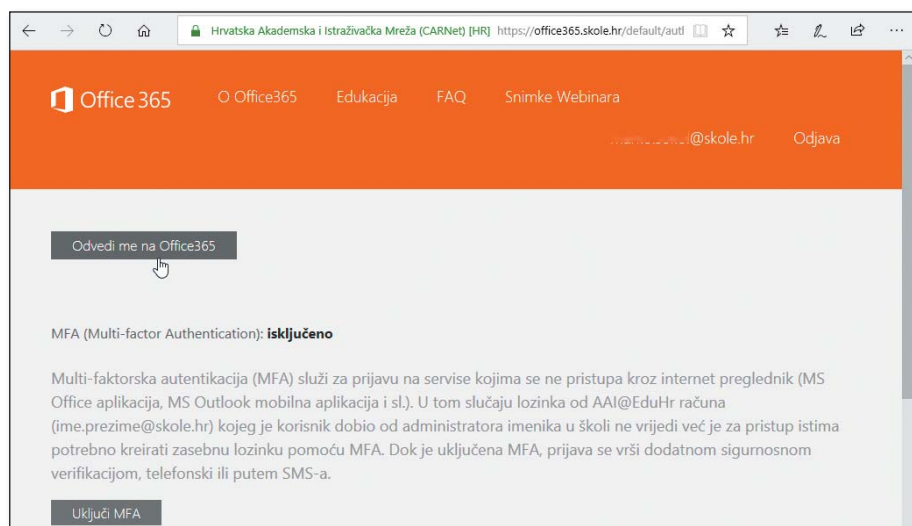 Hrvatska Akademska i Istraživačka Mreža (CARNet) [HR] https://office365.skole.hr/default/autl
Office 365 O Office365 Edukacija FAQ Snimke Webinara
@skole.hr Odjava
Odvedi me na Office365
MFA (Multi-factor Authentication): isključeno
Multi-faktorska autentikacija (MFA) služi za prijavu na servise kojima se ne pristupa kroz internet preglednik (MS
Office aplikacija, MS Outlook mobilna aplikacija i sl.). U tom slučaju lozinka od AAI@EduHr računa
(ime.prezime@skole.hr) kojeg je korisnik dobio od administratora imenika u školi ne vrijedi već je za pristup istima
potrebno kreirati zasebnu lozinku pomoću MFA. Dok je uključena MFA, prijava se vrši dodatnom sigurnosnom
verifikacijom, telefonski ili putem SMS-a.
Uključi MFA